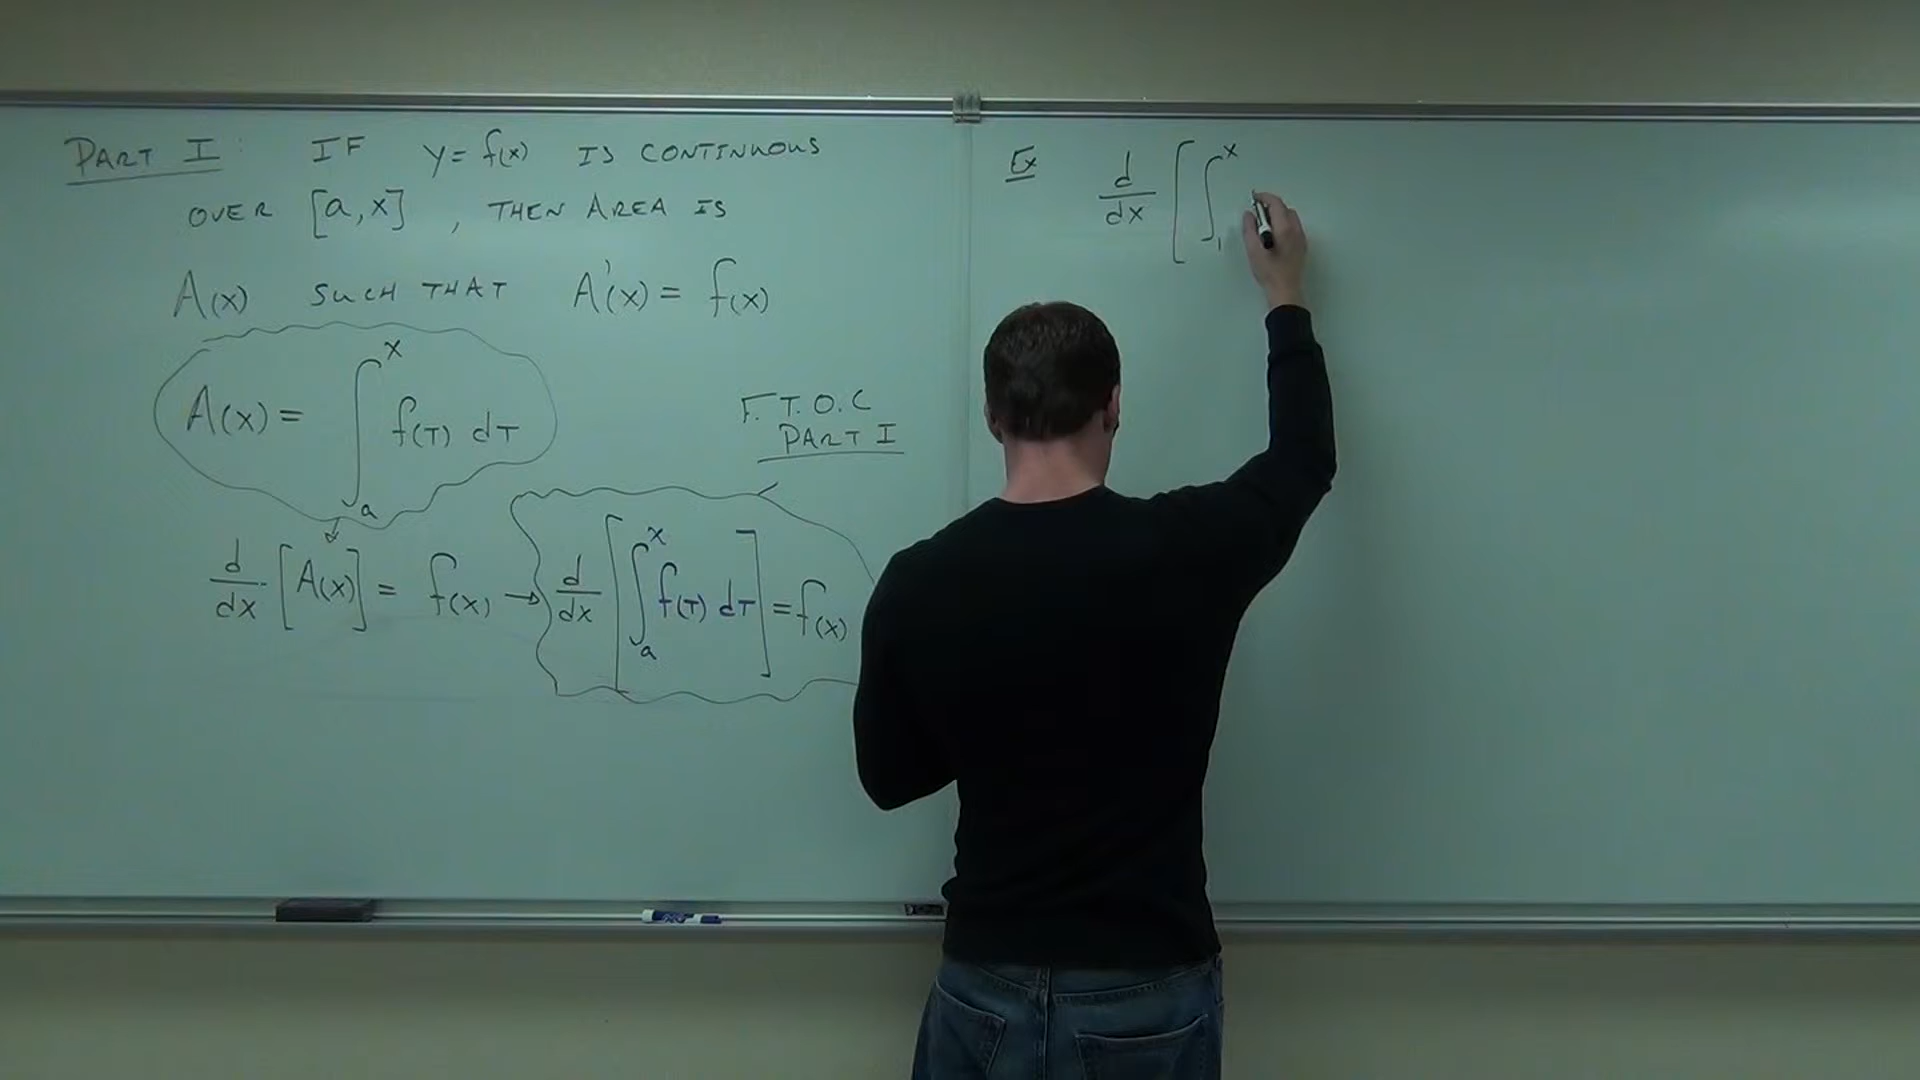 PART I: IF y = f(x) IS CONTINUOUS
OVER [a, x], THEN AREA IS
A(x) SUCH THAT A'(x) = f(x)
A(x) = ∫_a^x f(T) dT
F.T.O.C
PART I
d/dx [A(x)] = f(x) → d/dx [∫_a^x f(T) dT] = f(x)
Ex d/dx [∫_1^x